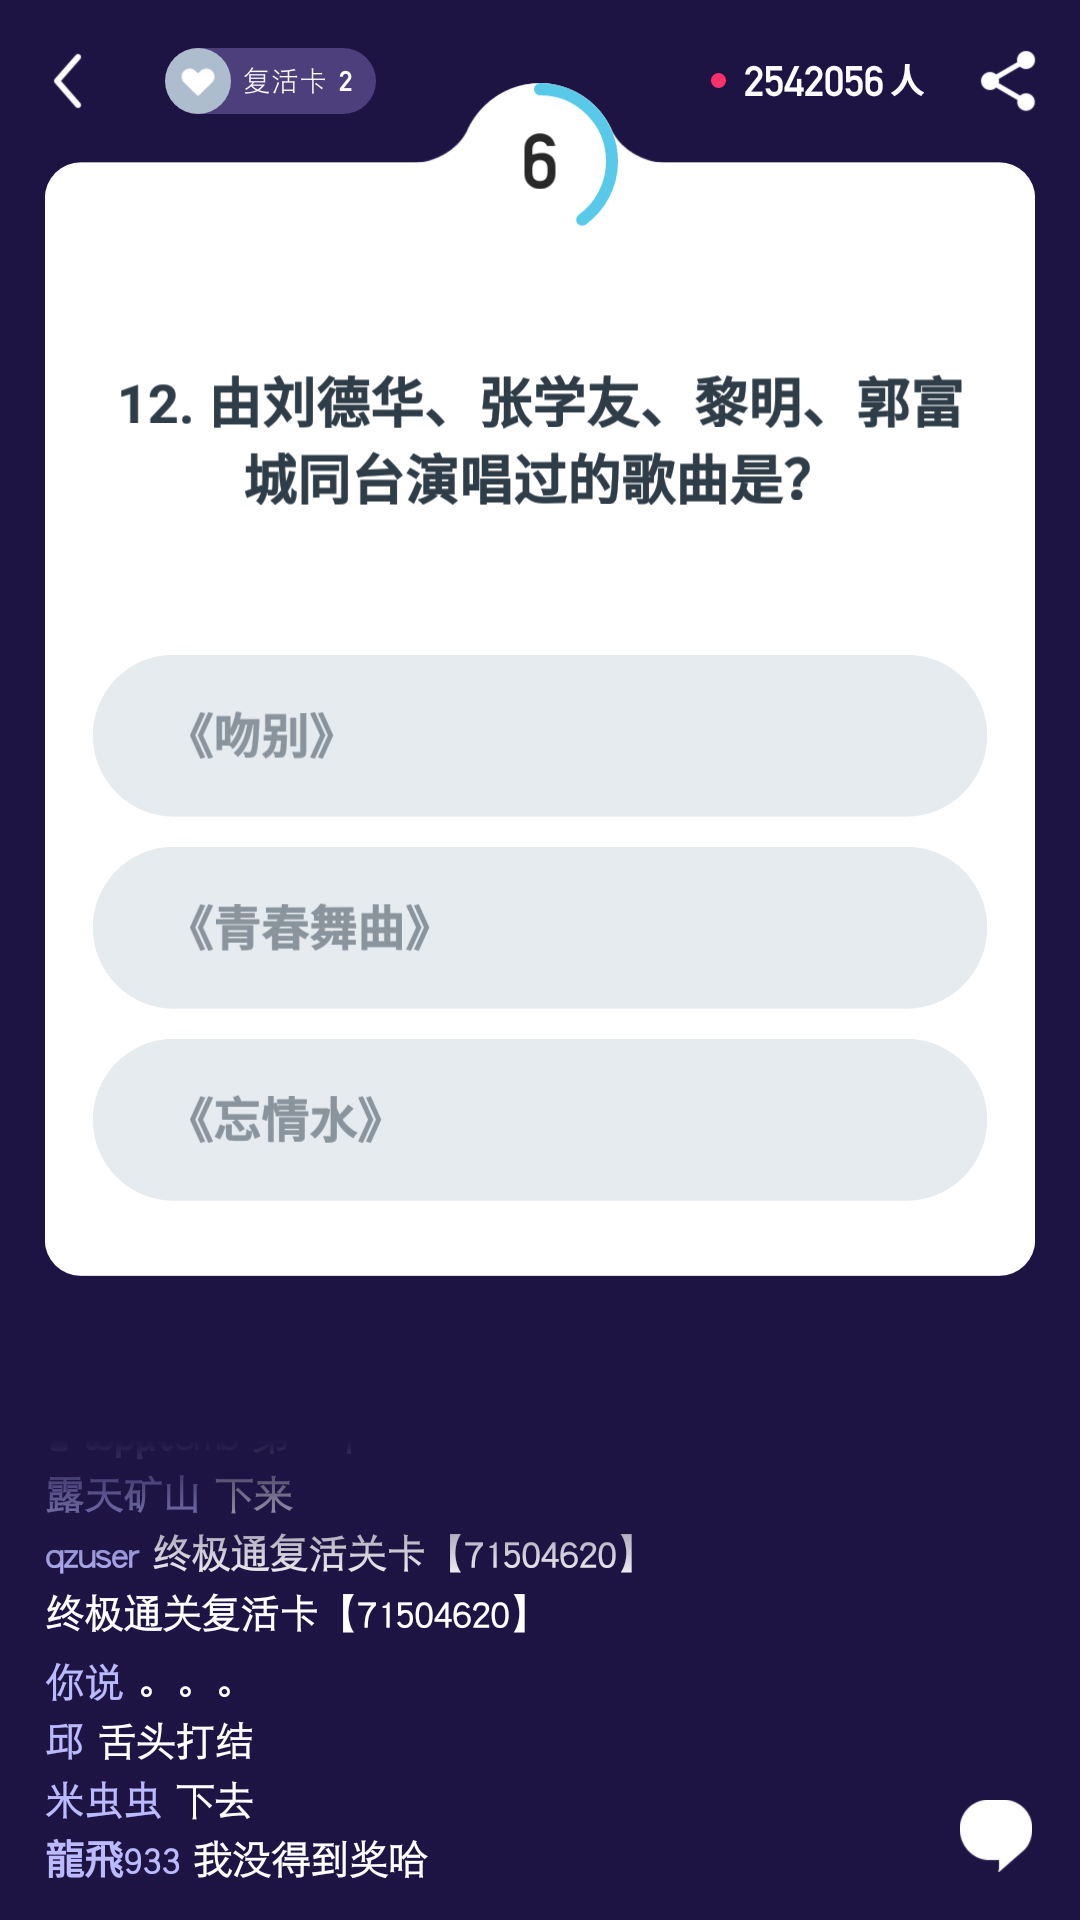 复活卡 2
2542056 人
6
12. 由刘德华、张学友、黎明、郭富
城同台演唱过的歌曲是?
《吻别》
《青春舞曲》
《忘情水》
露天矿山 下来
qzuser 终极通复活关卡【71504620】
终极通关复活卡【71504620】
你说 。。。
邱 舌头打结
米虫虫 下去
龍飛933 我没得到奖哈